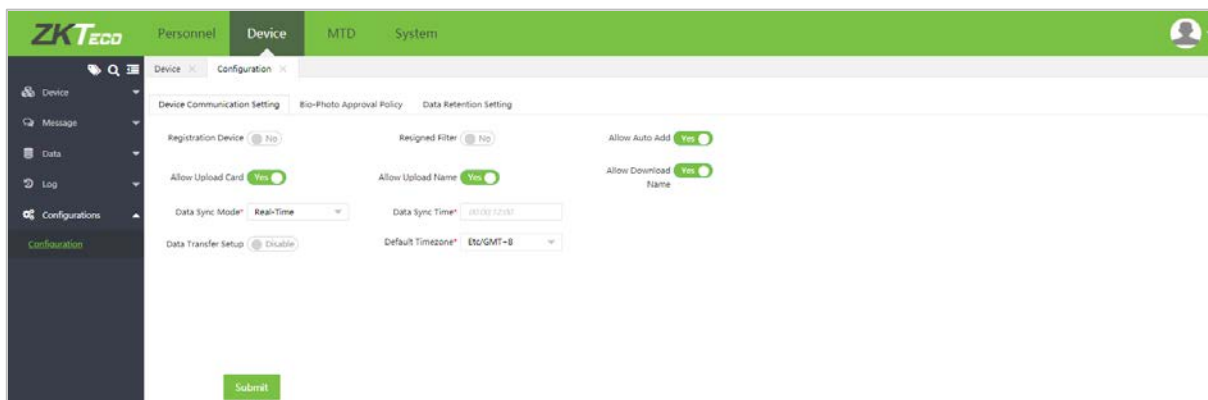 ZKTECO Personnel Device MTD System
Device Configuration
Device
Device Communication Setting Bio-Photo Approval Policy Data Retention Setting
Message
Registration Device No Resigned Filter No Allow Auto Add Yes
Data
Allow Upload Card Yes Allow Upload Name Yes Allow Download Name Yes
Log
Configurations
Data Sync Mode* Real-Time Data Sync Time*
Configuration
Data Transfer Setup Disable Default Timezone* Etc/GMT+8
Submit